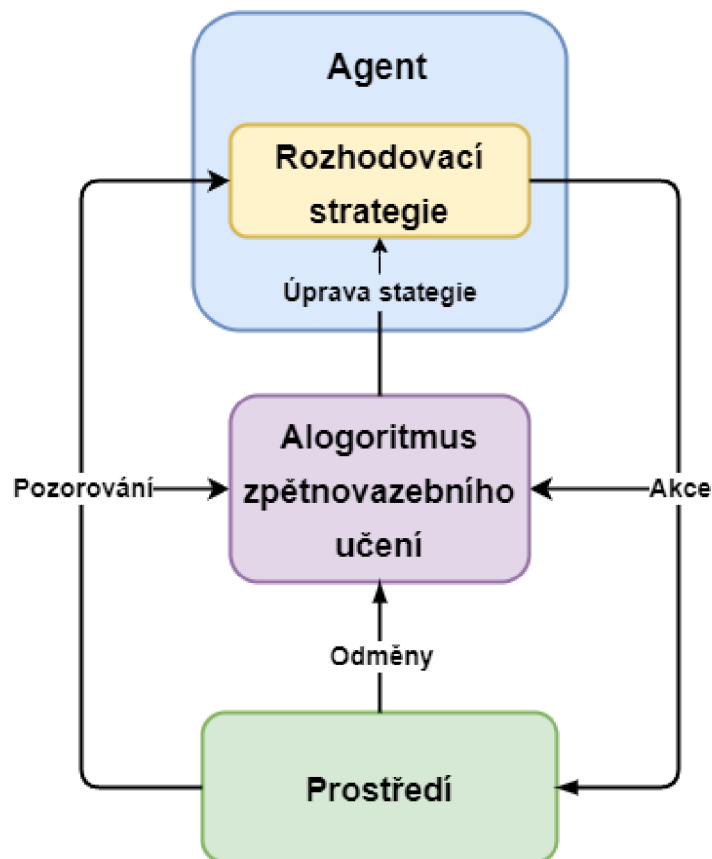 Agent
Rozhodovací
strategie
Úprava stategie
Alogoritmus
zpětnovazebního
učení
Pozorování
Akce
Odměny
Prostředí